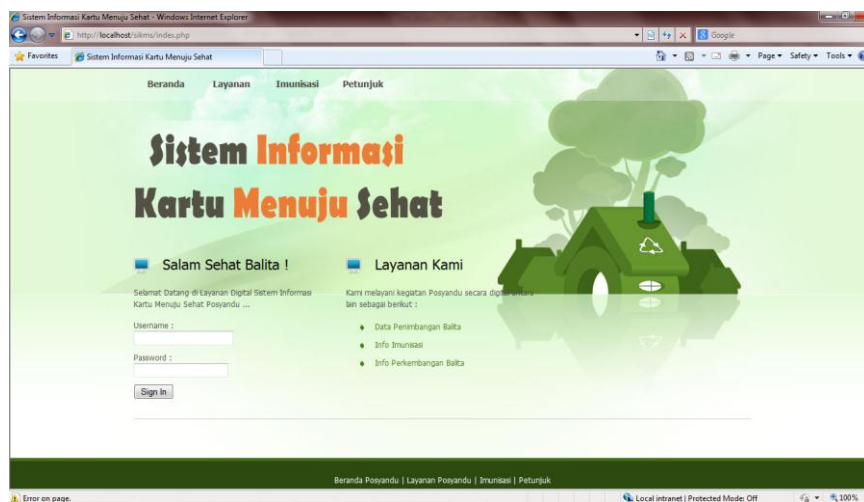 Sistem Informasi Kartu Menuju Sehat - Windows Internet Explorer
http://localhost/sikms/index.php
Google
Favorites
Sistem Informasi Kartu Menuju Sehat
Page
Safety
Tools
Beranda Layanan Imunisasi Petunjuk
Sistem Informasi
Kartu Menuju Sehat
Salam Sehat Balita !
Selamat Datang di Layanan Digital Sistem Informasi
Kartu Menuju Sehat Posyandu ...
Username :
Password :
Sign In
Layanan Kami
Kami melayani kegiatan Posyandu secara digital antara
lain sebagai berikut :
Data Penimbangan Balita
Info Imunisasi
Info Perkembangan Balita
Beranda Posyandu | Layanan Posyandu | Imunisasi | Petunjuk
Error on page.
Local intranet | Protected Mode: Off
100%